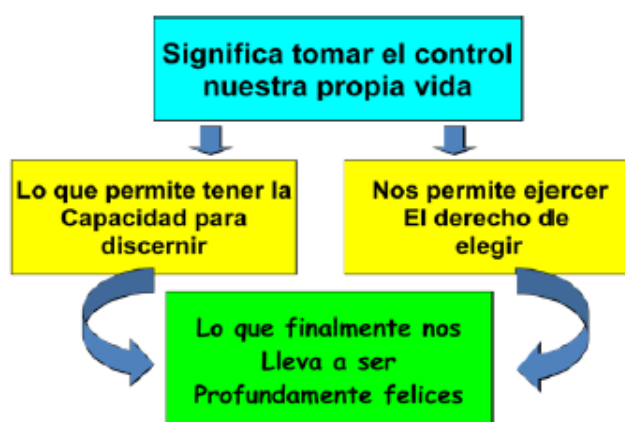 Significa tomar el control
nuestra propia vida
Lo que permite tener la
Capacidad para
discernir
Nos permite ejercer
El derecho de
elegir
Lo que finalmente nos
Lleva a ser
Profundamente felices